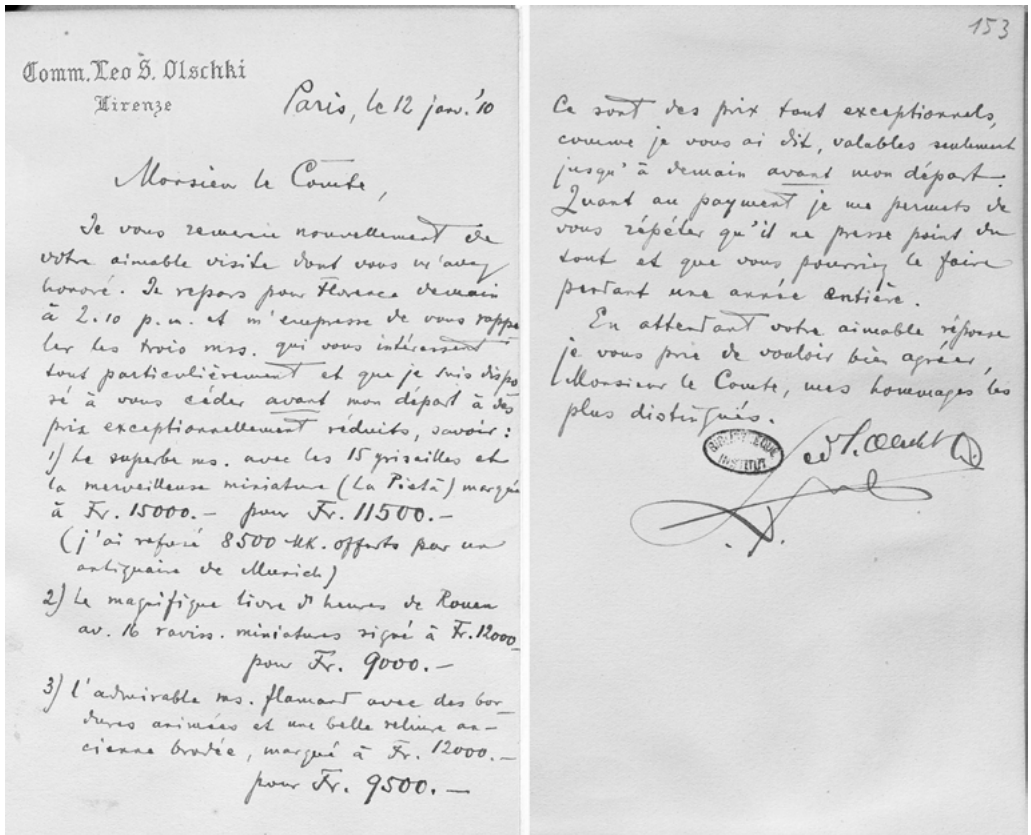 Comm. Leo S. Olschki
Firenze
Paris, le 12 janv. '10
Monsieur le Comte,
Je vous remercie nouvellement de
votre aimable visite dont vous m'avez
honoré. Je repars pour Florence demain
à 2.10 p.m. et m'empresse de vous rappe
ler les trois mss. qui vous intéressent
tout particulièrement et que je suis dispo
sé à vous céder avant mon départ à des
prix exceptionnellement réduits, savoir:
1) Le superbe ms. avec les 15 grisailles et
la merveilleuse miniature (La Pietà) marqué
à Fr. 15000.— pour Fr. 11500.—
(j'ai refusé 8500 MK. offerts par un
antiquaire de Munich)
2) Le magnifique livre d'heures de Rouen
av. 16 raviss. miniatures signé à Fr. 12000
pour Fr. 9000.—
3) l'admirable ms. flamand avec des bor-
dures animées et une belle reliure an-
cienne brodée, marqué à Fr. 12000.—
pour Fr. 9500.—
153
Ce sont des prix tout exceptionnels,
comme je vous ai dit, valables seulement
jusqu'à demain avant mon départ.
Quant au payment je me permets de
vous répéter qu'il ne presse point du
tout et que vous pourriez le faire
pendant une année entière.
En attendant votre aimable réponse
je vous prie de vouloir bien agréer,
Monsieur le Comte, mes hommages les
plus distingués.
BIBLIOTHEQUE
INSTITUT